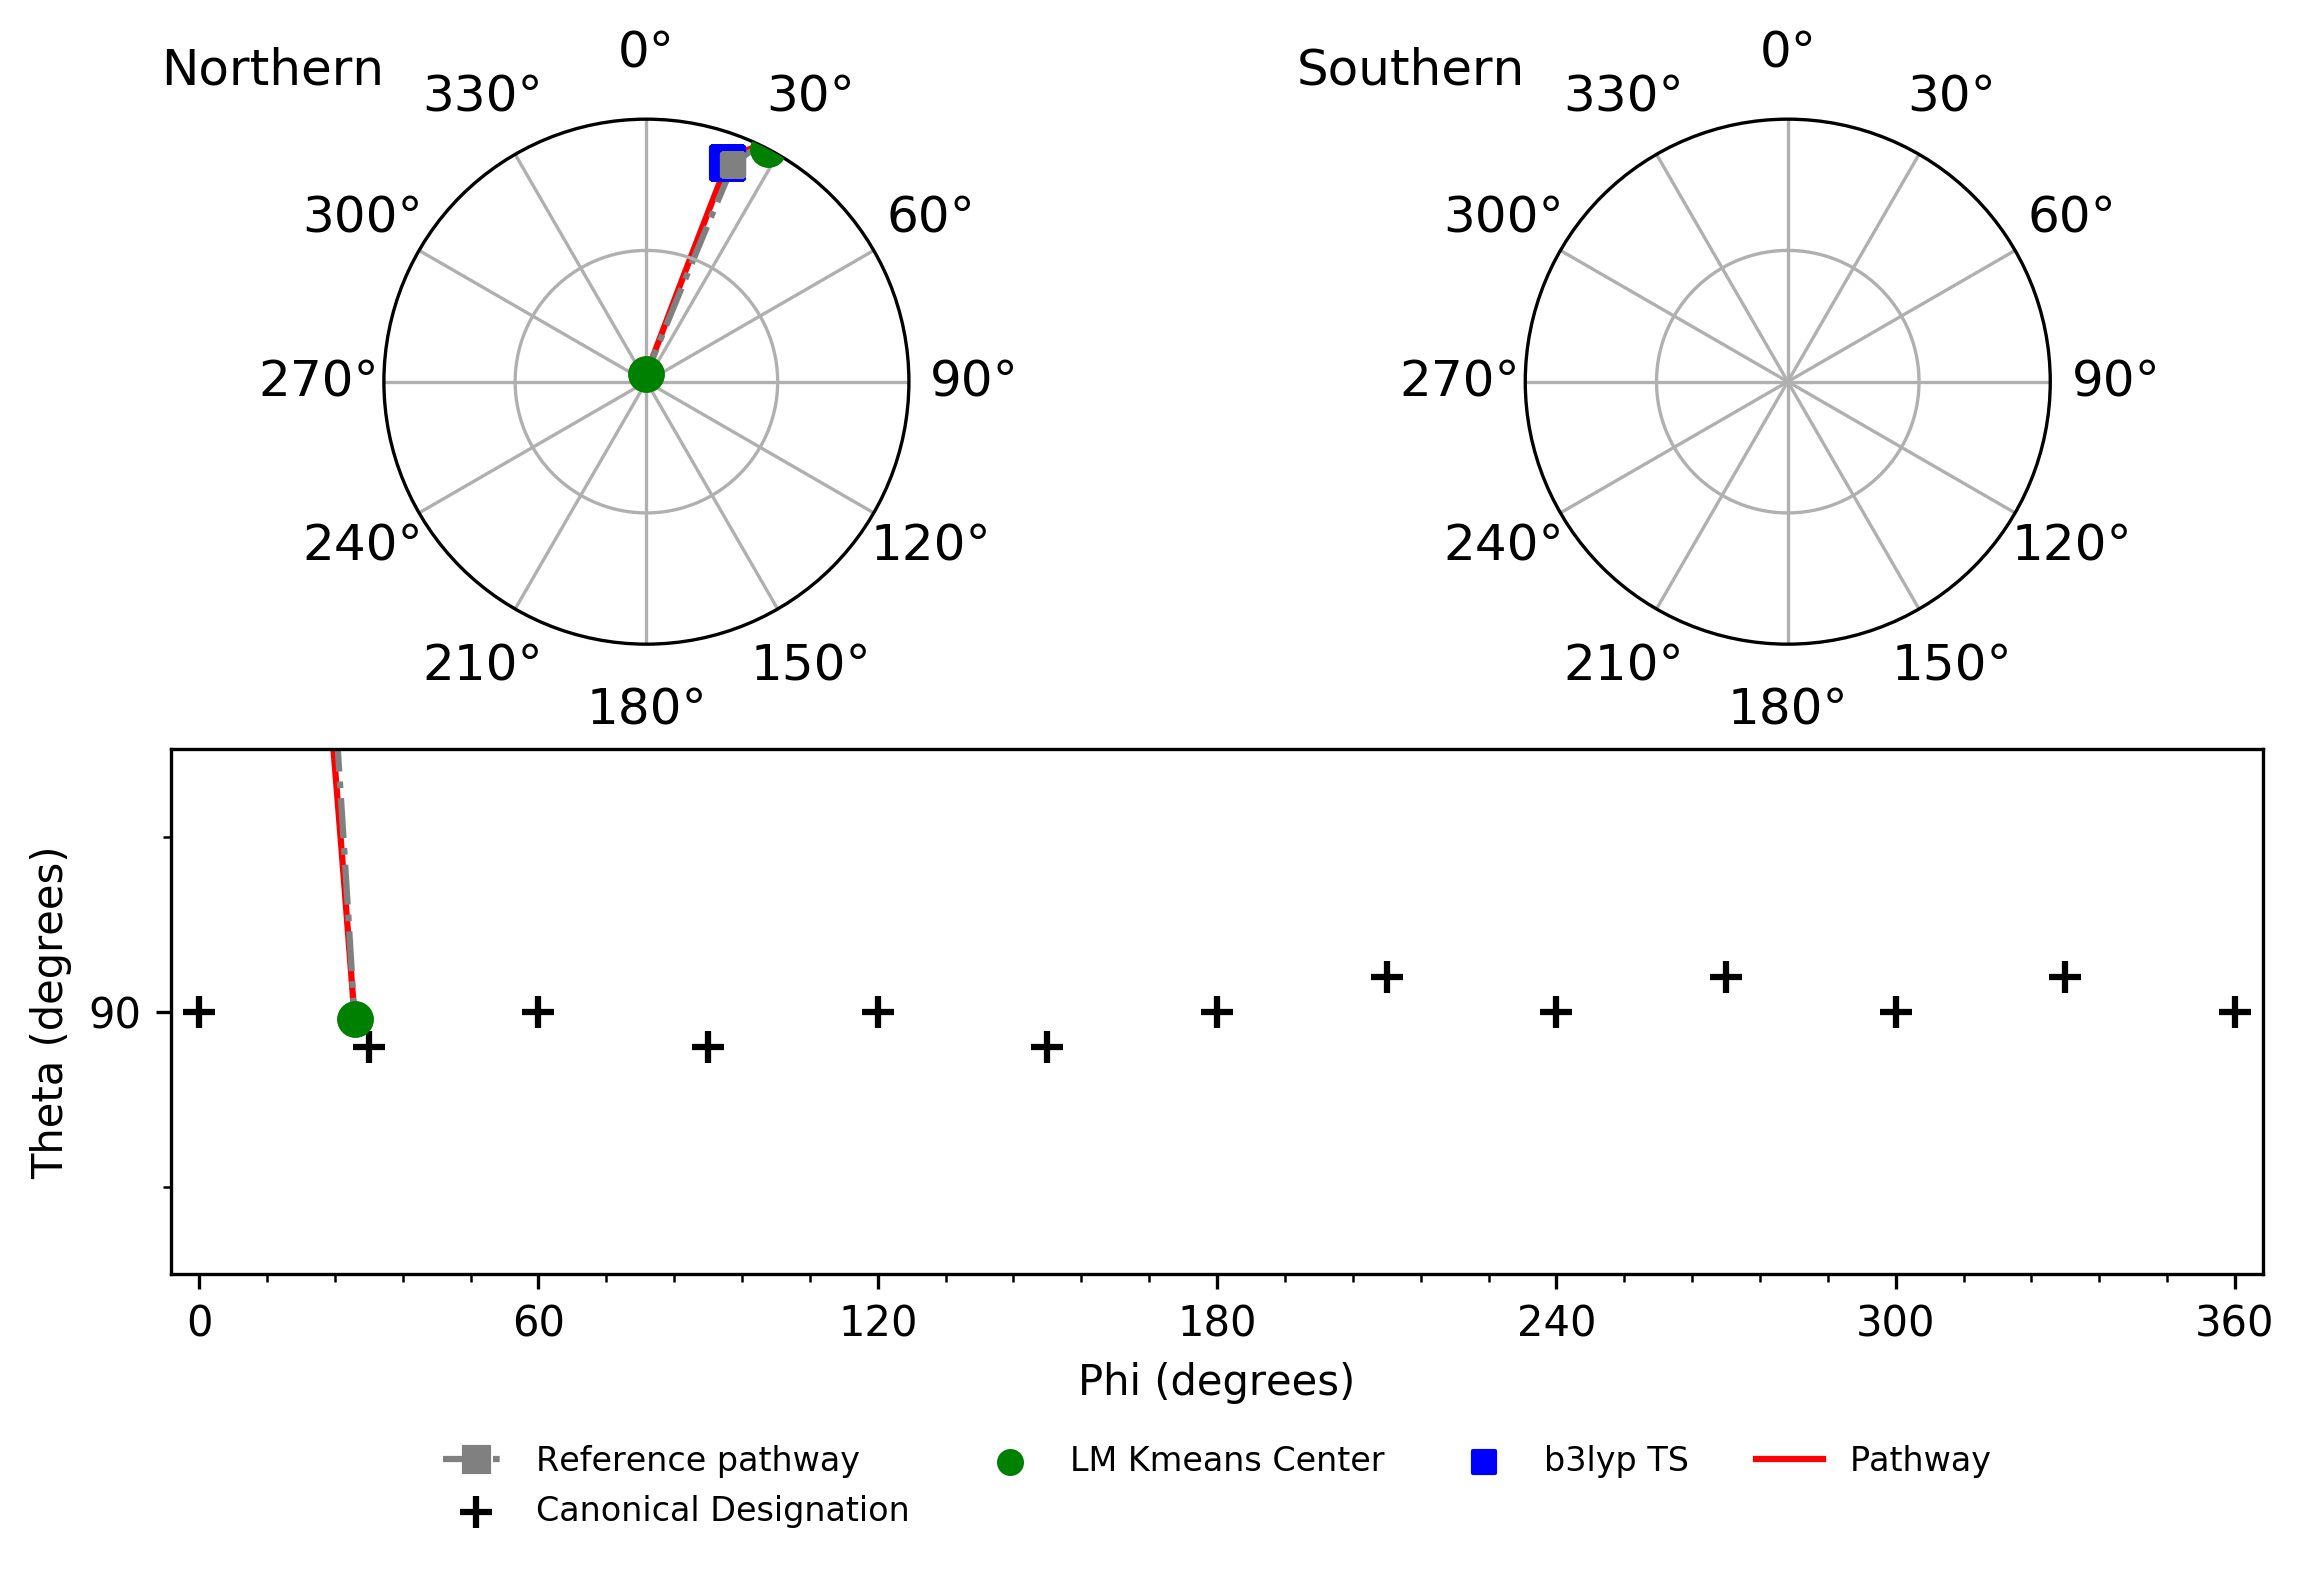 Northern
0°
30°
60°
90°
120°
150°
180°
210°
240°
270°
300°
330°
Southern
0°
30°
60°
90°
120°
150°
180°
210°
240°
270°
300°
330°
Theta (degrees)
90
0 60 120 180 240 300 360
Phi (degrees)
Reference pathway
Canonical Designation
LM Kmeans Center
b3lyp TS
Pathway